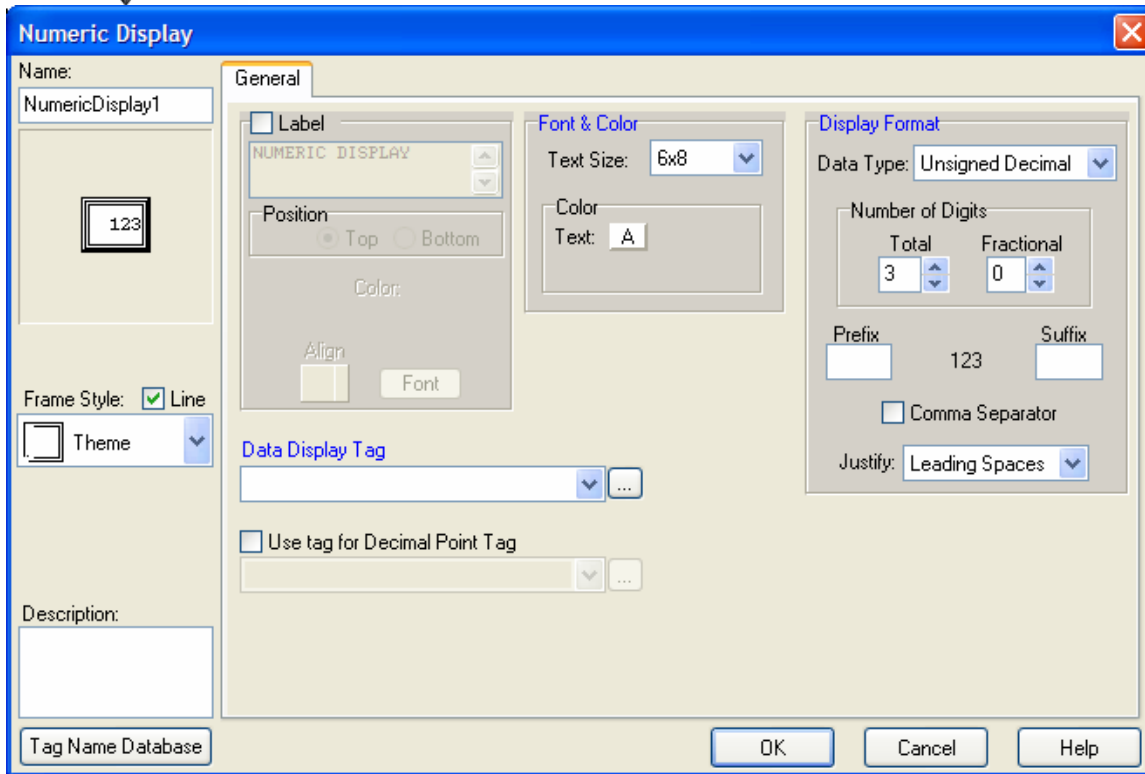 Numeric Display
Name:
NumericDisplay1
123
Frame Style: Line
Theme
Description:
Tag Name Database
General
Label
NUMERIC DISPLAY
Position
Top Bottom
Color:
Align
Font
Font & Color
Text Size: 6x8
Color
Text: A
Display Format
Data Type: Unsigned Decimal
Number of Digits
Total Fractional
3 0
Prefix Suffix
123
Comma Separator
Justify: Leading Spaces
Data Display Tag
...
Use tag for Decimal Point Tag
...
OK Cancel Help